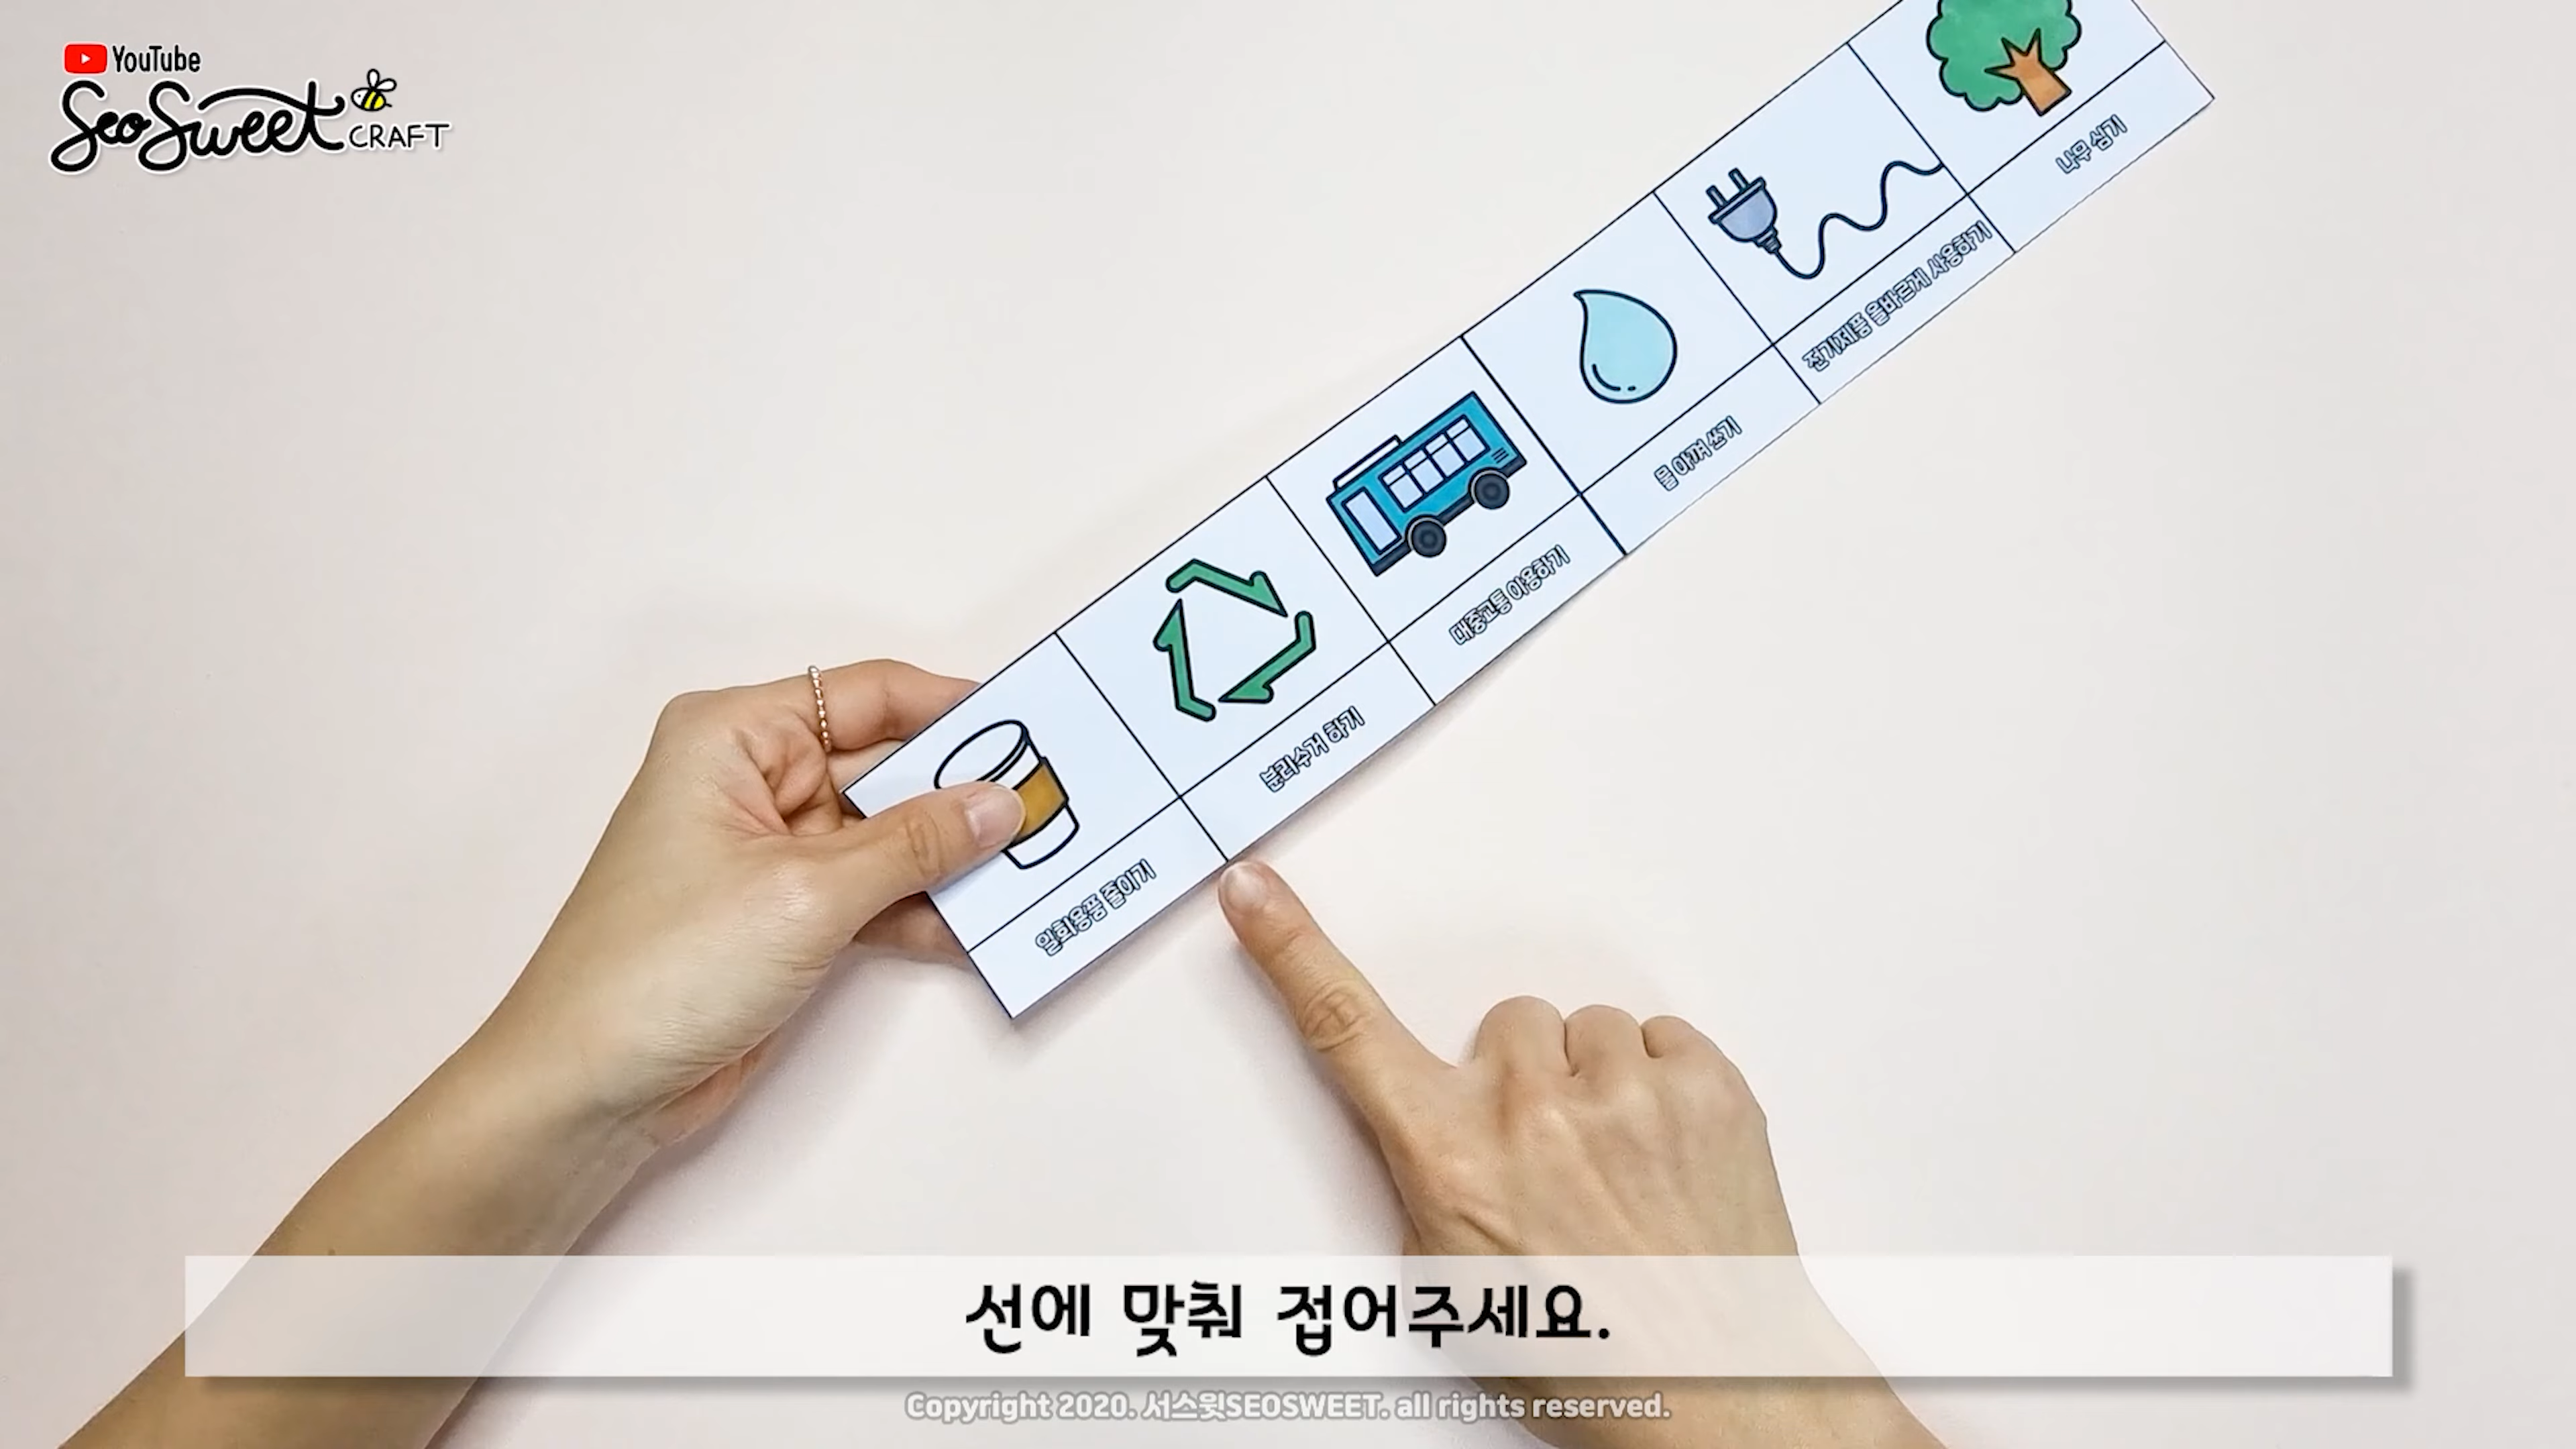 YouTube
SeoSweet CRAFT
나무 심기
전기제품 올바르게 사용하기
물 아껴 쓰기
대중교통 이용하기
분리수거 하기
일회용품 줄이기
선에 맞춰 접어주세요.
Copyright 2020. 서스윗SEOSWEET. all rights reserved.